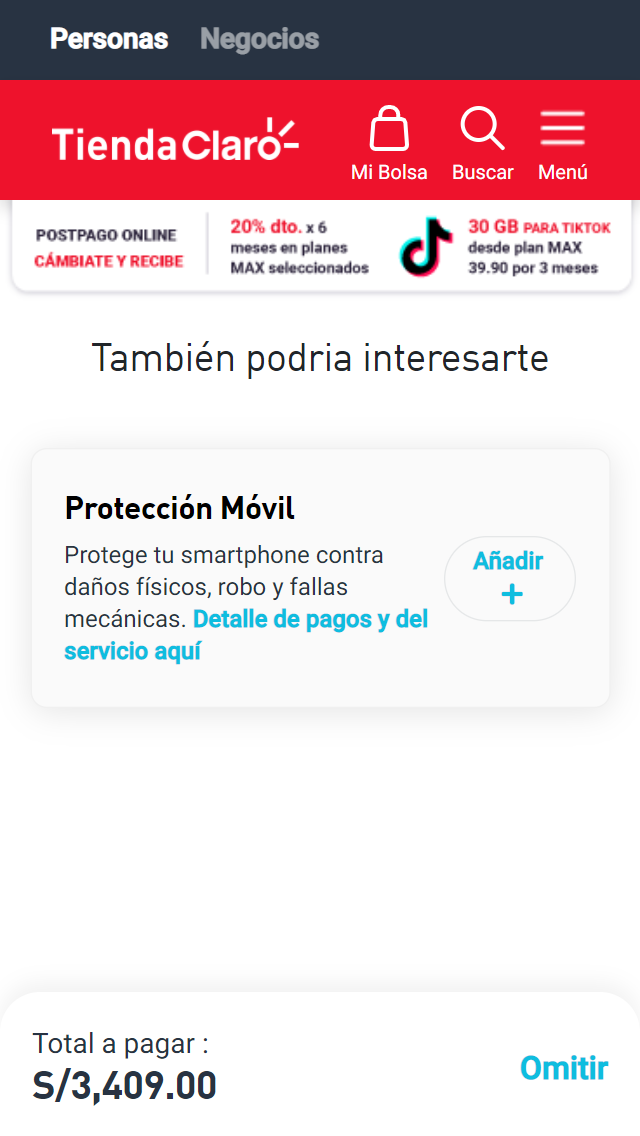 Personas Negocios
Tienda Claro
Mi Bolsa Buscar Menú
POSTPAGO ONLINE
CÁMBIATE Y RECIBE
20% dto. x 6
meses en planes
MAX seleccionados
30 GB PARA TIKTOK
desde plan MAX
39.90 por 3 meses
También podria interesarte
Protección Móvil
Protege tu smartphone contra
daños físicos, robo y fallas
mecánicas. Detalle de pagos y del
servicio aquí
Añadir
+
Total a pagar :
S/3,409.00
Omitir